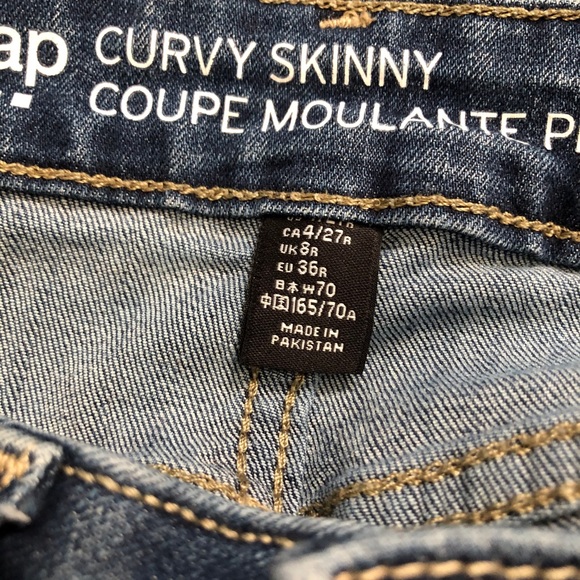 ap CURVY SKINNY
COUPE MOULANTE P
CA 4/27R
UK 8R
EU 36R
日本 W70
中国 165/70A
MADE IN
PAKISTAN